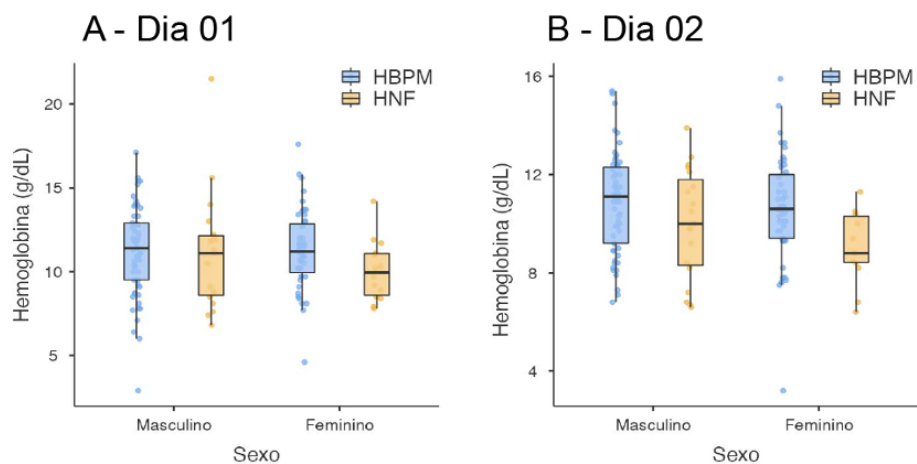 A - Dia 01
HBPM
HNF
20
15
10
5
Hemoglobina (g/dL)
Masculino
Feminino
Sexo
B - Dia 02
HBPM
HNF
16
12
8
4
Hemoglobina (g/dL)
Masculino
Feminino
Sexo